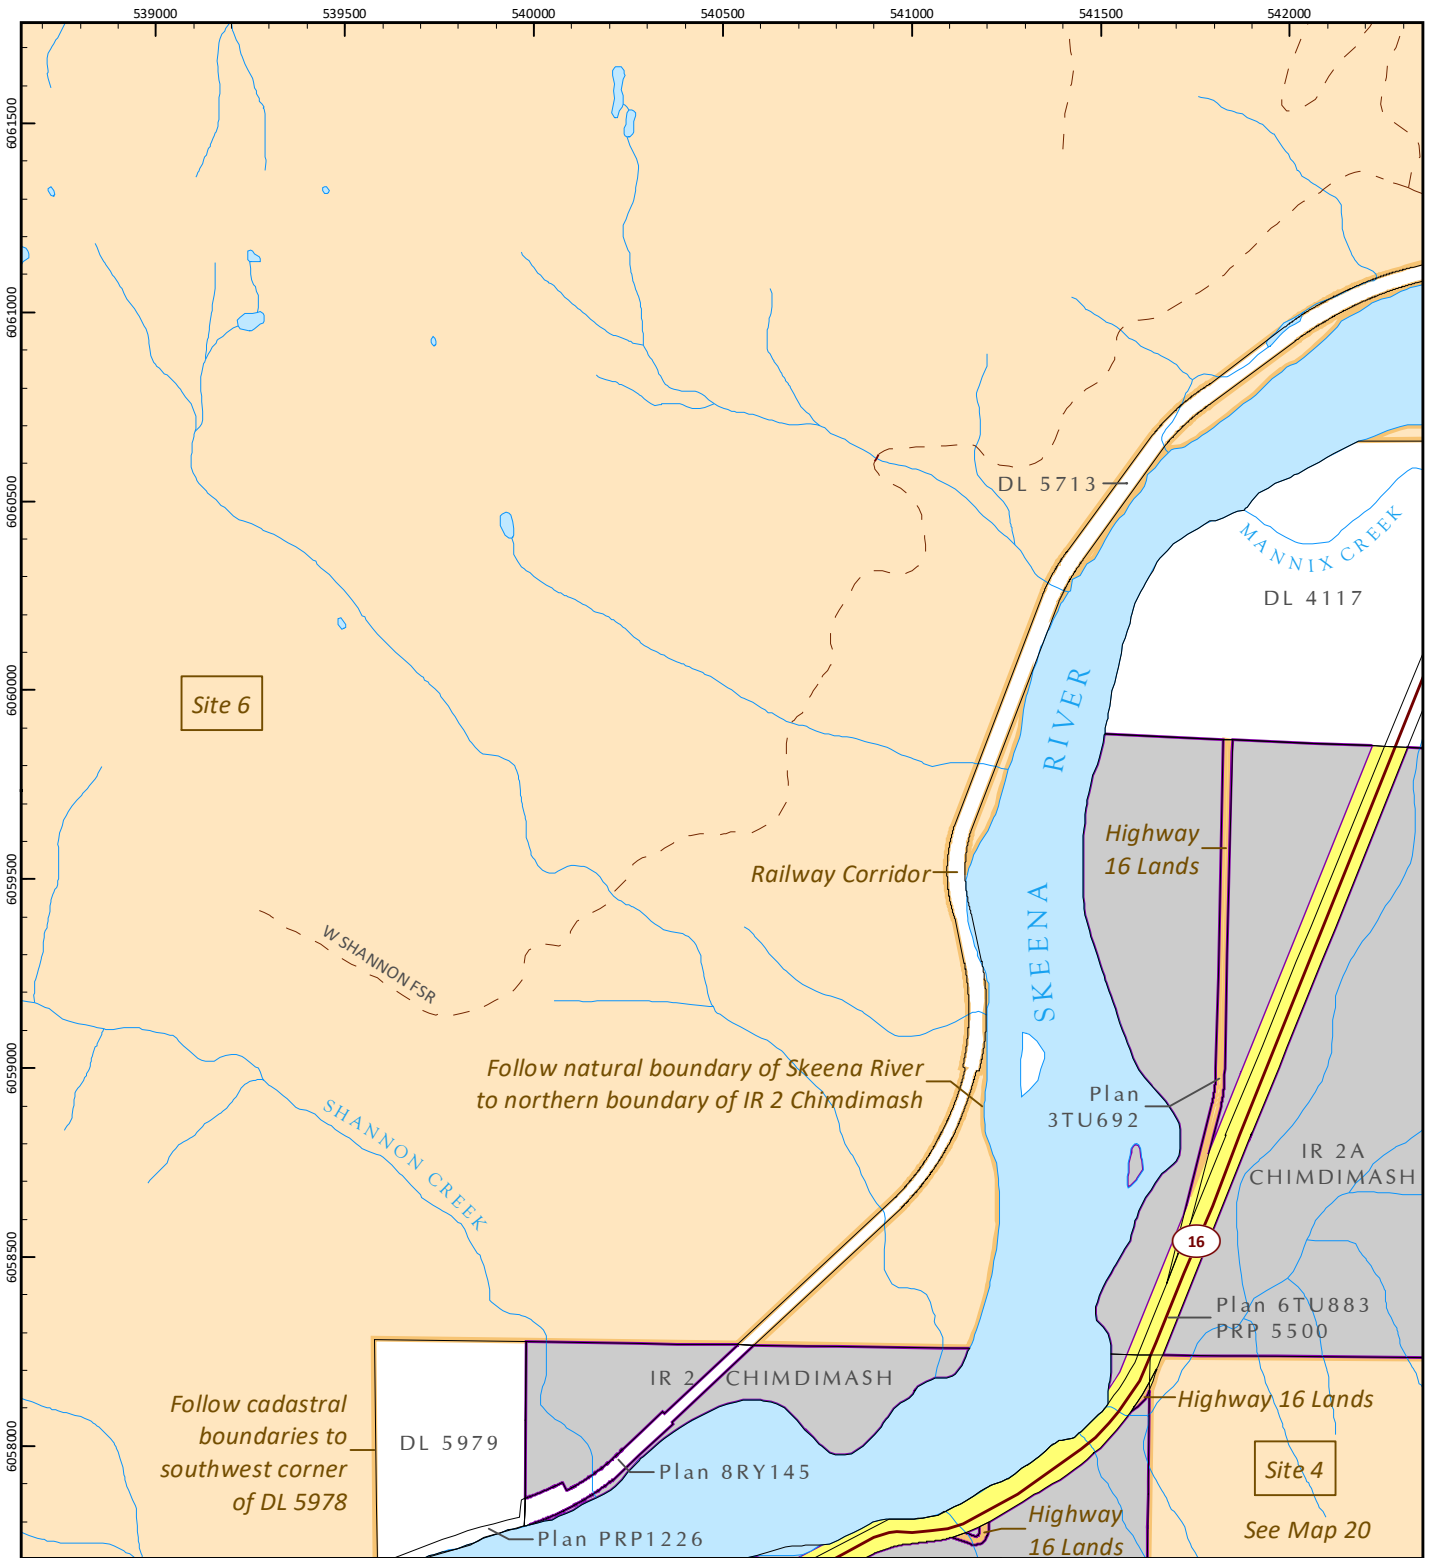 539000
539500
540000
540500
541000
541500
542000
6061500
6061000
6060500
6060000
6059500
6059000
6058500
6058000
DL 5713
MANNIX CREEK
DL 4117
Site 6
SKEENA RIVER
Highway
16 Lands
Railway Corridor
W SHANNON FSR
Follow natural boundary of Skeena River
to northern boundary of IR 2 Chimdimash
Plan
3TU692
SHANNON CREEK
IR 2A
CHIMDIMASH
16
Plan 6TU883
PRP 5500
IR 2 CHIMDIMASH
Highway 16 Lands
Follow cadastral
boundaries to
southwest corner
of DL 5978
DL 5979
Plan 8RY145
Site 4
Plan PRP1226
Highway
16 Lands
See Map 20